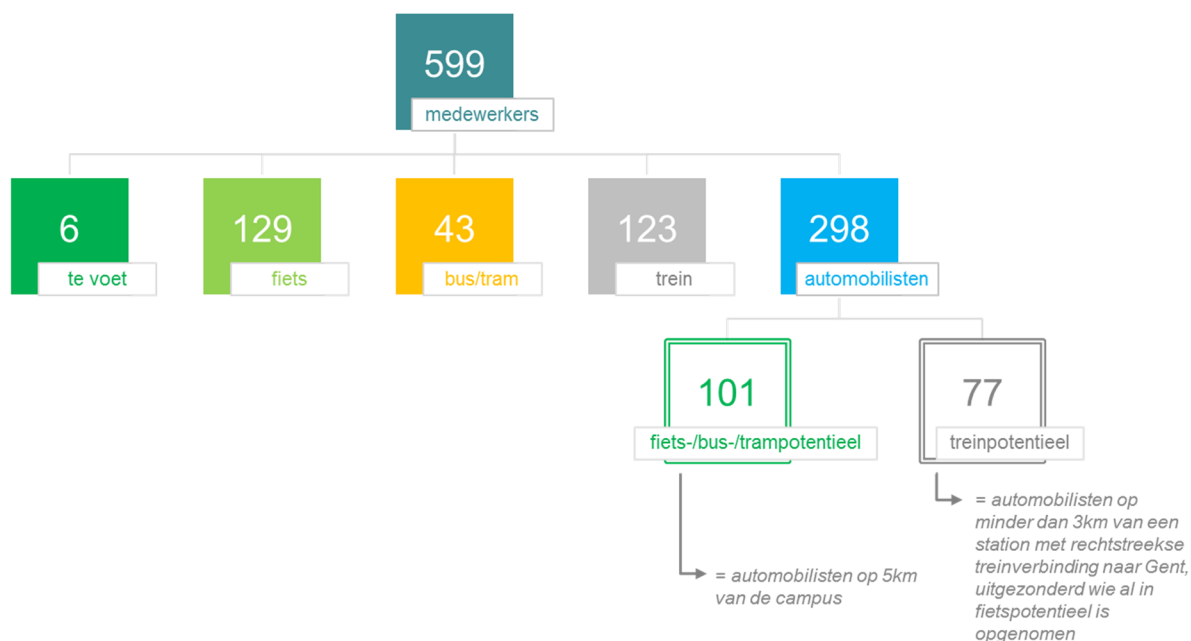 599
medewerkers
6
te voet
129
fiets
43
bus/tram
123
trein
298
automobilisten
101
fiets-/bus-/trampotentieel
77
treinpotentieel
= automobilisten op 5km
van de campus
= automobilisten op
minder dan 3km van een
station met rechtstreekse
treinverbinding naar Gent,
uitgezonderd wie al in
fietspotentieel is
opgenomen